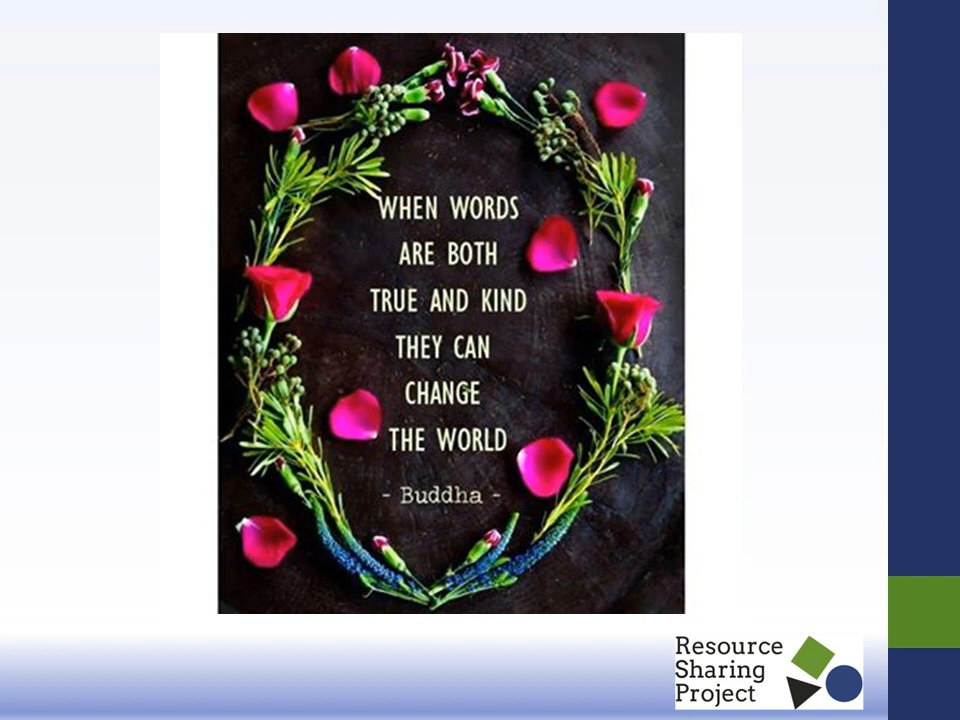 WHEN WORDS
ARE BOTH
TRUE AND KIND
THEY CAN
CHANGE
THE WORLD
- Buddha -
Resource
Sharing
Project